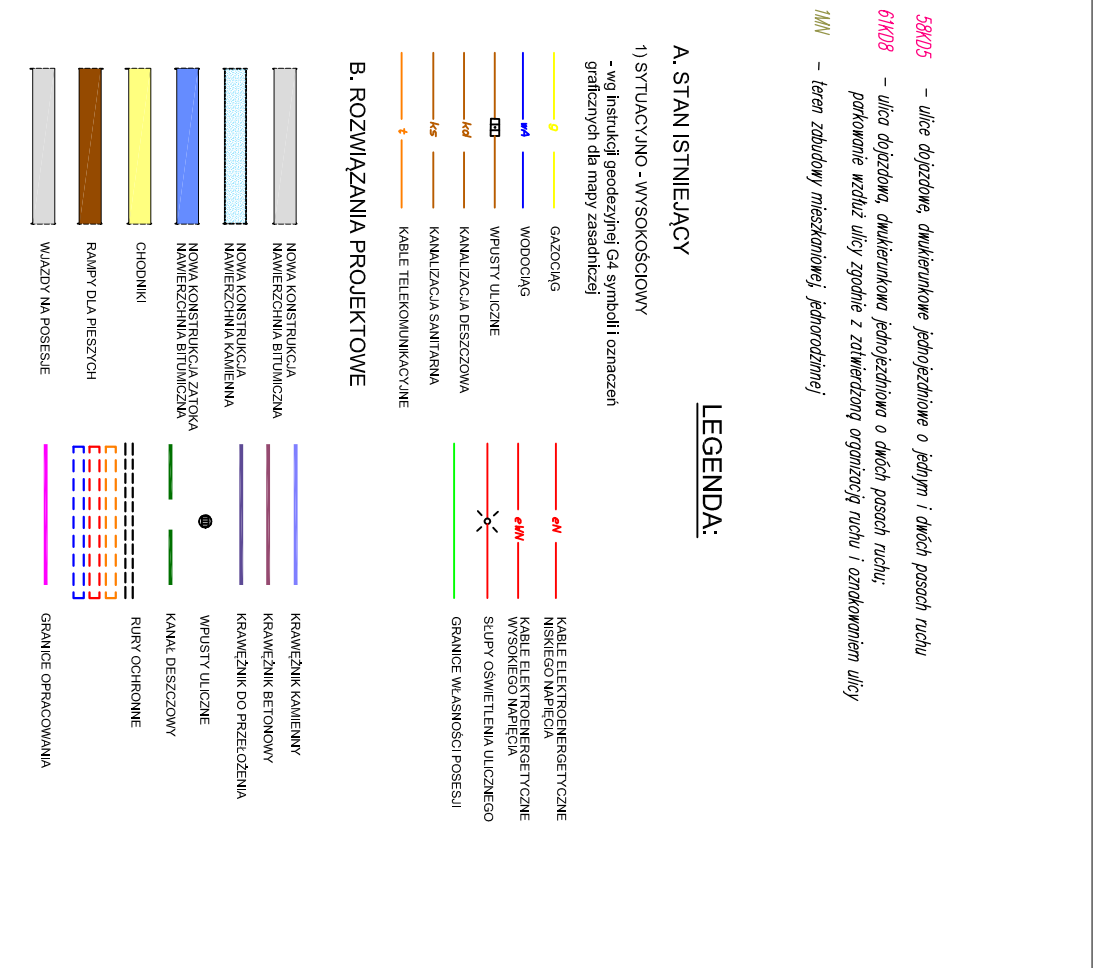 58KD5 – ulice dojazdowe, dwukierunkowe jednojezdniowe o jednym i dwóch pasach ruchu
61KD8 – ulica dojazdowa, dwukierunkowa jednojezdniowa o dwóch pasach ruchu;
parkowanie wzdłuż ulicy zgodnie z zatwierdzoną organizacją ruchu i oznakowaniem ulicy
1MN – teren zabudowy mieszkaniowej, jednorodzinnej
LEGENDA:
A. STAN ISTNIEJĄCY
1) SYTUACYJNO - WYSOKOŚCIOWY
- wg instrukcji geodezyjnej G4 symboli i oznaczeń
graficznych dla mapy zasadniczej
g GAZOCIĄG
wA WODOCIĄG
WPUSTY ULICZNE
kd KANALIZACJA DESZCZOWA
ks KANALIZACJA SANITARNA
t KABLE TELEKOMUNIKACYJNE
eN KABLE ELEKTROENERGETYCZNE
NISKIEGO NAPIĘCIA
eWN KABLE ELEKTROENERGETYCZNE
WYSOKIEGO NAPIĘCIA
SŁUPY OŚWIETLENIA ULICZNEGO
GRANICE WŁASNOŚCI POSESJI
B. ROZWIĄZANIA PROJEKTOWE
NOWA KONSTRUKCJA
NAWIERZCHNIA BITUMICZNA
NOWA KONSTRUKCJA
NAWIERZCHNIA KAMIENNA
NOWA KONSTRUKCJA ZATOKA
NAWIERZCHNIA BITUMICZNA
CHODNIKI
RAMPY DLA PIESZYCH
WJAZDY NA POSESJE
KRAWĘŻNIK KAMIENNY
KRAWĘŻNIK BETONOWY
KRAWĘŻNIK DO PRZEŁOŻENIA
WPUSTY ULICZNE
KANAŁ DESZCZOWY
RURY OCHRONNE
GRANICE OPRACOWANIA